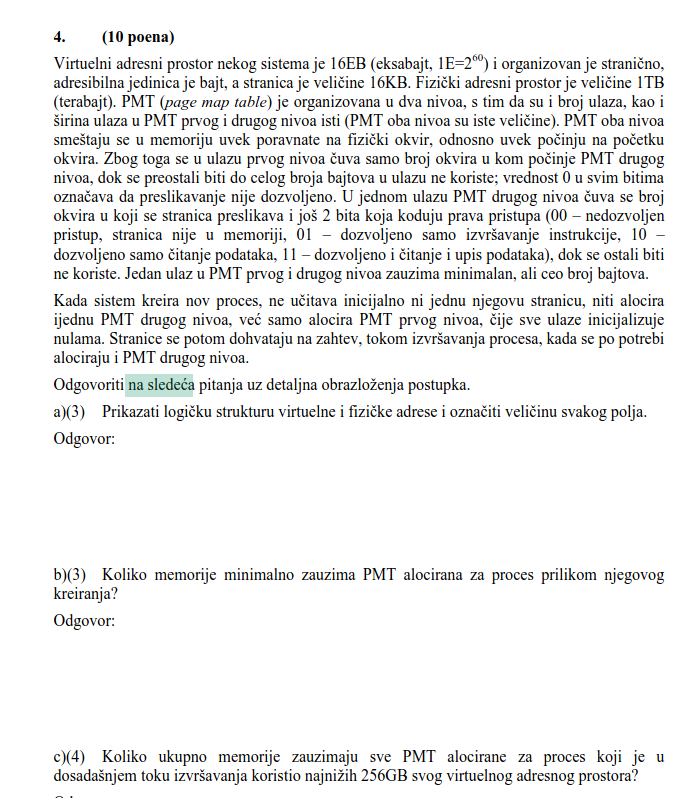 4. (10 poena)
Virtuelni adresni prostor nekog sistema je 16EB (eksabajt, 1E=2^60) i organizovan je stranično,
adresibilna jedinica je bajt, a stranica je veličine 16KB. Fizički adresni prostor je veličine 1TB
(terabajt). PMT (page map table) je organizovana u dva nivoa, s tim da su i broj ulaza, kao i
širina ulaza u PMT prvog i drugog nivoa isti (PMT oba nivoa su iste veličine). PMT oba nivoa
smeštaju se u memoriju uvek poravnate na fizički okvir, odnosno uvek počinju na početku
okvira. Zbog toga se u ulazu prvog nivoa čuva samo broj okvira u kom počinje PMT drugog
nivoa, dok se preostali biti do celog broja bajtova u ulazu ne koriste; vrednost 0 u svim bitima
označava da preslikavanje nije dozvoljeno. U jednom ulazu PMT drugog nivoa čuva se broj
okvira u koji se stranica preslikava i još 2 bita koja koduju prava pristupa (00 – nedozvoljen
pristup, stranica nije u memoriji, 01 – dozvoljeno samo izvršavanje instrukcije, 10 –
dozvoljeno samo čitanje podataka, 11 – dozvoljeno i čitanje i upis podataka), dok se ostali biti
ne koriste. Jedan ulaz u PMT prvog i drugog nivoa zauzima minimalan, ali ceo broj bajtova.
Kada sistem kreira nov proces, ne učitava inicijalno ni jednu njegovu stranicu, niti alocira
ijednu PMT drugog nivoa, već samo alocira PMT prvog nivoa, čije sve ulaze inicijalizuje
nulama. Stranice se potom dohvataju na zahtev, tokom izvršavanja procesa, kada se po potrebi
alociraju i PMT drugog nivoa.
Odgovoriti na sledeća pitanja uz detaljna obrazloženja postupka.
a)(3) Prikazati logičku strukturu virtuelne i fizičke adrese i označiti veličinu svakog polja.
Odgovor:
b)(3) Koliko memorije minimalno zauzima PMT alocirana za proces prilikom njegovog
kreiranja?
Odgovor:
c)(4) Koliko ukupno memorije zauzimaju sve PMT alocirane za proces koji je u
dosadašnjem toku izvršavanja koristio najnižih 256GB svog virtuelnog adresnog prostora?